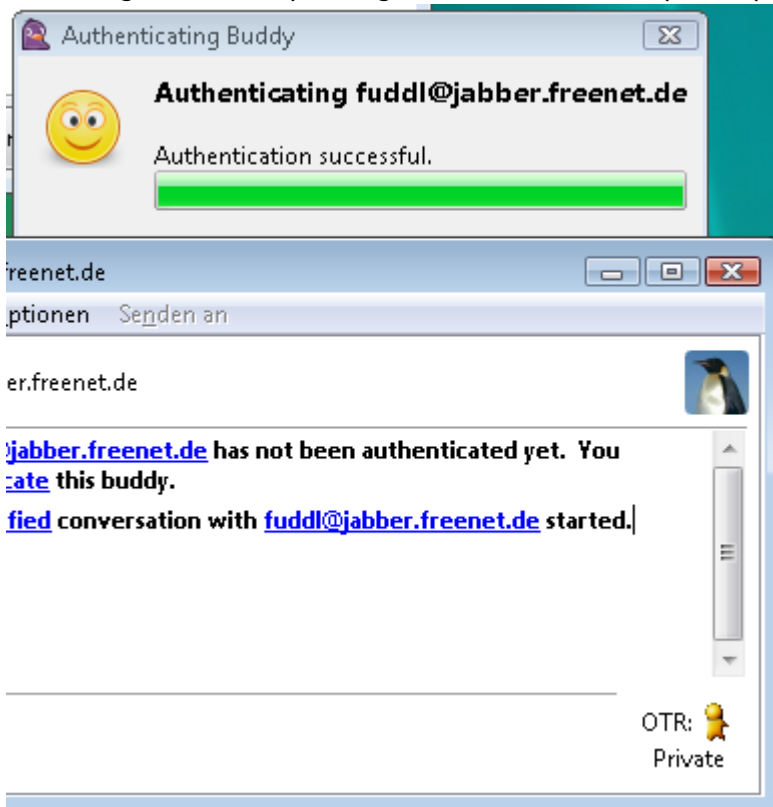 Authenticating Buddy
Authenticating fuddl@jabber.freenet.de
Authentication successful.
freenet.de
ptionen Senden an
er.freenet.de
jabber.freenet.de has not been authenticated yet. You
cate this buddy.
fied conversation with fuddl@jabber.freenet.de started.
OTR:
Private